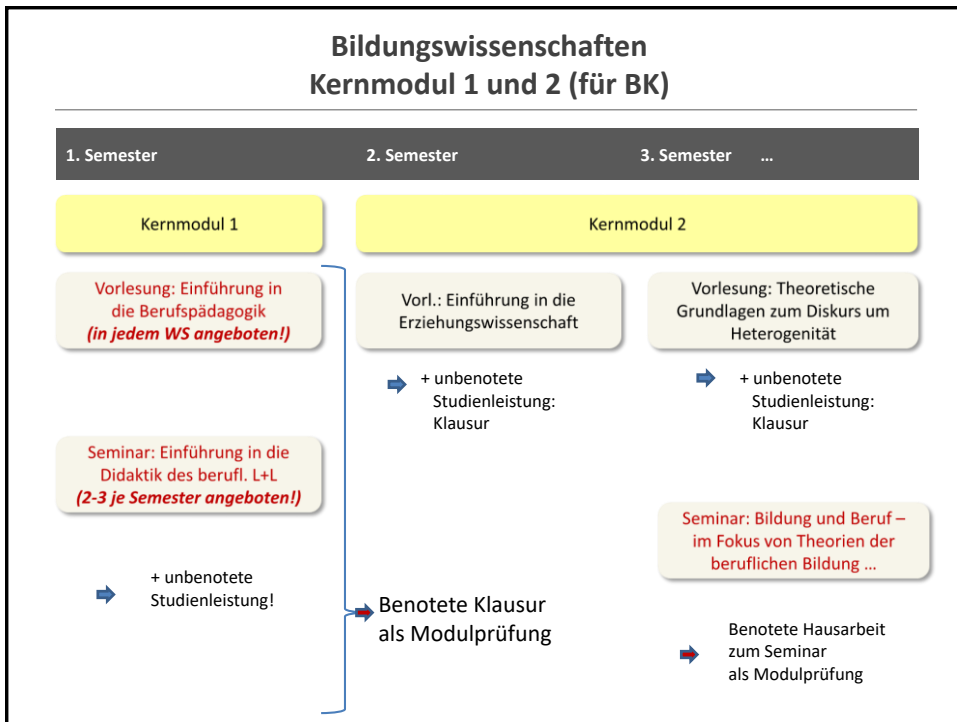 Bildungswissenschaften
Kernmodul 1 und 2 (für BK)
1. Semester
2. Semester
3. Semester ...
Kernmodul 1
Kernmodul 2
Vorlesung: Einführung in
die Berufspädagogik
(in jedem WS angeboten!)
Vorl.: Einführung in die
Erziehungswissenschaft
Vorlesung: Theoretische
Grundlagen zum Diskurs um
Heterogenität
+ unbenotete
Studienleistung:
Klausur
+ unbenotete
Studienleistung:
Klausur
Seminar: Einführung in die
Didaktik des berufl. L+L
(2-3 je Semester angeboten!)
Seminar: Bildung und Beruf –
im Fokus von Theorien der
beruflichen Bildung ...
+ unbenotete
Studienleistung!
Benotete Klausur
als Modulprüfung
Benotete Hausarbeit
zum Seminar
als Modulprüfung